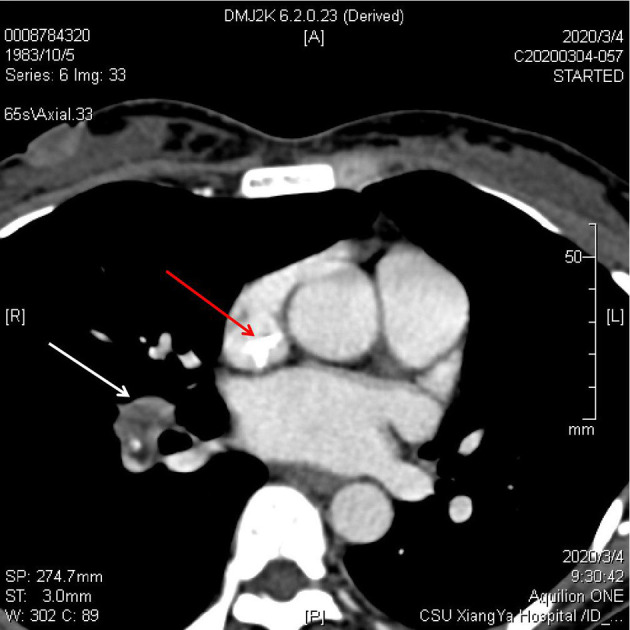 DMJ2K 6.2.0.23 (Derived)
[A]
0008784320
1983/10/5
Series: 6 Img: 33
65s\Axial.33
2020/3/4
C20200304-057
STARTED
50
[R]
[L]
mm
SP: 274.7mm
ST: 3.0mm
W: 302 C: 89
[P]
2020/3/4
9:30:42
Aquilion ONE
CSU XiangYa Hospital /ID_...